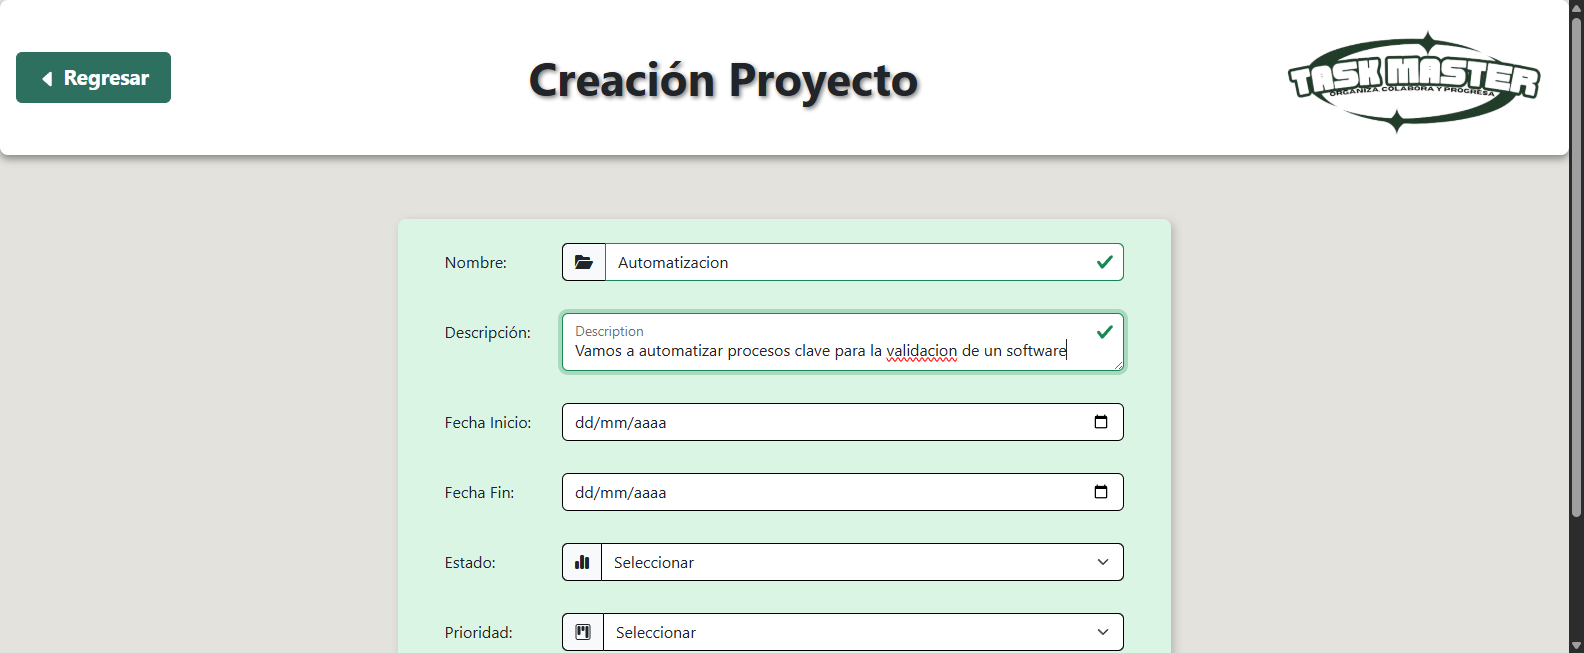 Regresar
Creación Proyecto
TASK MASTER
ORGANIZA COLABORA Y PROGRESA
Nombre:
Automatizacion
Descripción:
Description
Vamos a automatizar procesos clave para la validacion de un software
Fecha Inicio:
dd/mm/aaaa
Fecha Fin:
dd/mm/aaaa
Estado:
Seleccionar
Prioridad:
Seleccionar